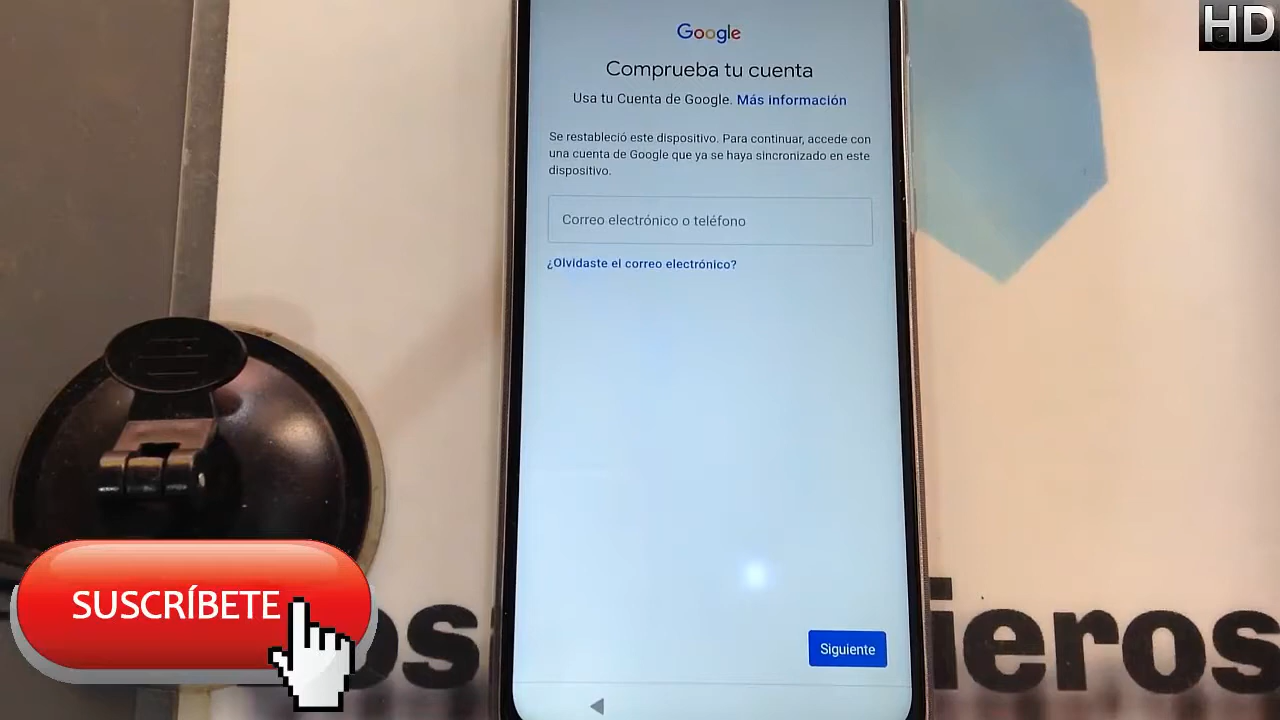 HD
Google
Comprueba tu cuenta
Usa tu Cuenta de Google. Más información
Se restableció este dispositivo. Para continuar, accede con
una cuenta de Google que ya se haya sincronizado en este
dispositivo.
Correo electrónico o teléfono
¿Olvidaste el correo electrónico?
Siguiente
SUSCRÍBETE